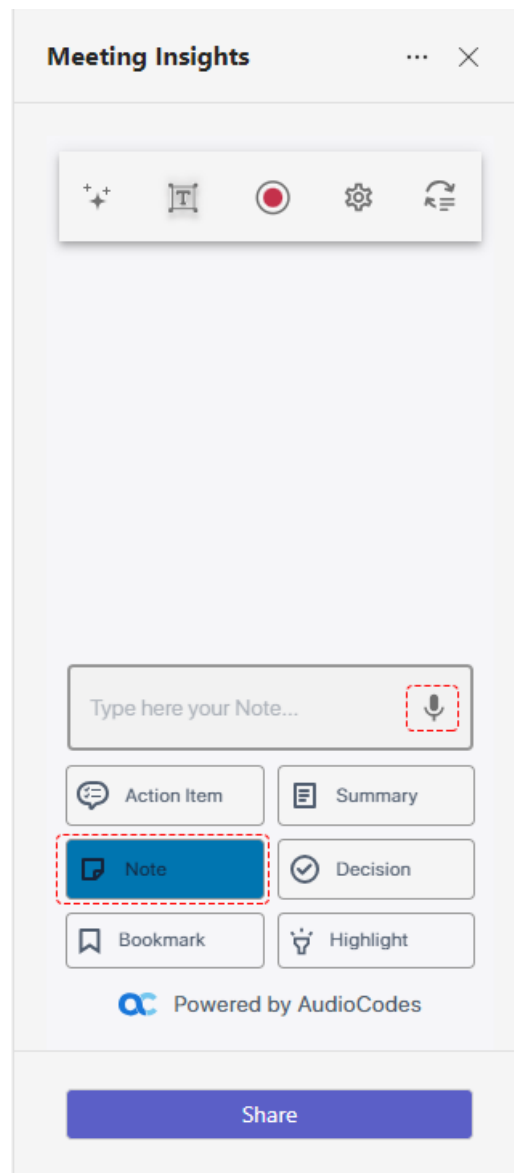 Meeting Insights
Type here your Note...
Action Item
Summary
Note
Decision
Bookmark
Highlight
Powered by AudioCodes
Share